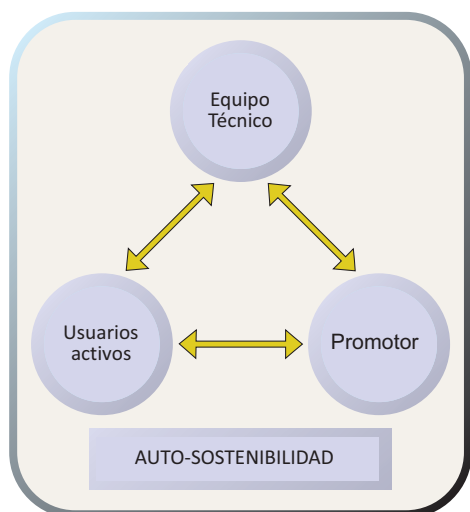 Equipo
Técnico
Usuarios
activos
Promotor
AUTO-SOSTENIBILIDAD